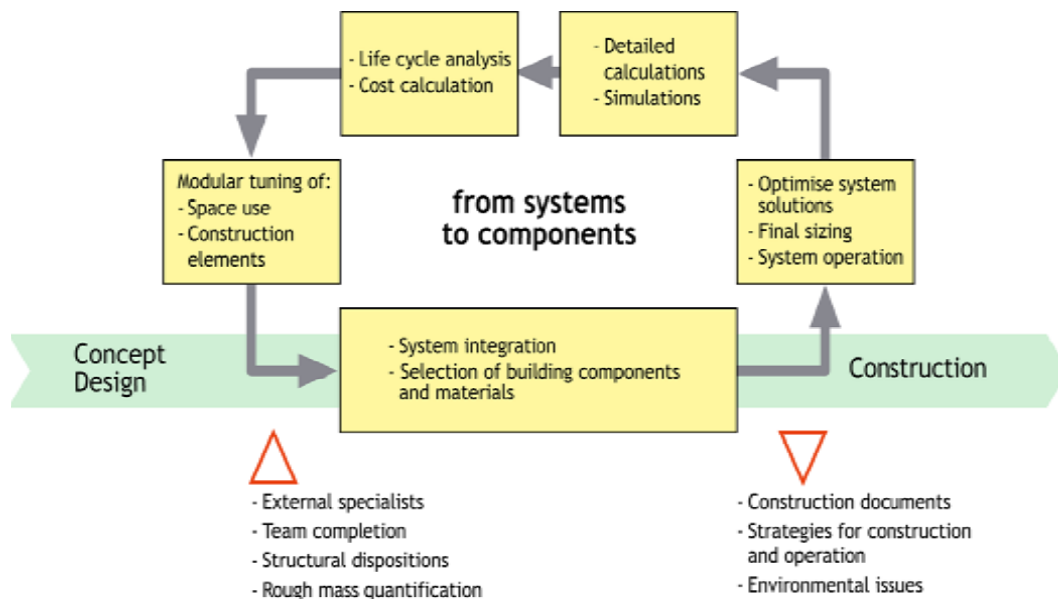 - Life cycle analysis
- Cost calculation
- Detailed
calculations
- Simulations
Modular tuning of:
- Space use
- Construction
elements
from systems
to components
- Optimise system
solutions
- Final sizing
- System operation
Concept
Design
- System integration
- Selection of building components
and materials
Construction
- External specialists
- Team completion
- Structural dispositions
- Rough mass quantification
- Construction documents
- Strategies for construction
and operation
- Environmental issues